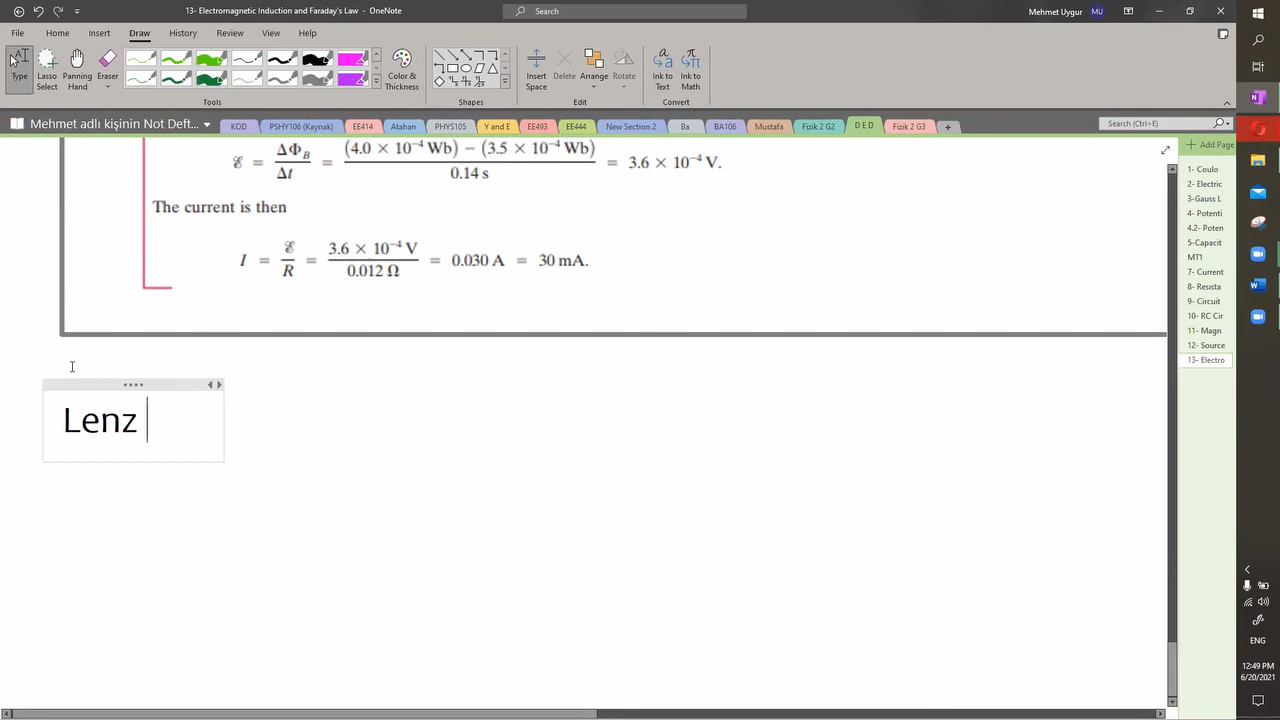 13- Electromagnetic Induction and Faraday's Law - OneNote
Search
Mehmet Uygur
MU
File Home Insert Draw History Review View Help
Type
Lasso Select
Panning Hand
Eraser
Color & Thickness
Insert Space
Delete
Arrange
Rotate
Ink to Text
Ink to Math
Tools
Shapes
Edit
Convert
Mehmet adlı kişinin Not Deft...
KOD PSHY106 (Kaynak) EE414 Atahan PHYS105 Y and E EE493 EE444 New Section 2 Ba BA106 Mustafa Fizik 2 G2 D E D Fizik 2 G3 +
Search (Ctrl+E)
Add Page
1- Coulo
2- Electric
3-Gauss L
4- Potenti
4.2- Poten
5-Capacit
MT1
7- Current
8- Resista
9- Circuit
10- RC Cir
11- Magn
12- Source
13- Electro
ℰ = ΔΦ_B / Δt = (4.0 × 10⁻⁴ Wb) − (3.5 × 10⁻⁴ Wb) / 0.14 s = 3.6 × 10⁻⁴ V.
The current is then
I = ℰ / R = 3.6 × 10⁻⁴ V / 0.012 Ω = 0.030 A = 30 mA.
Lenz
ENG
12:49 PM
6/20/2021